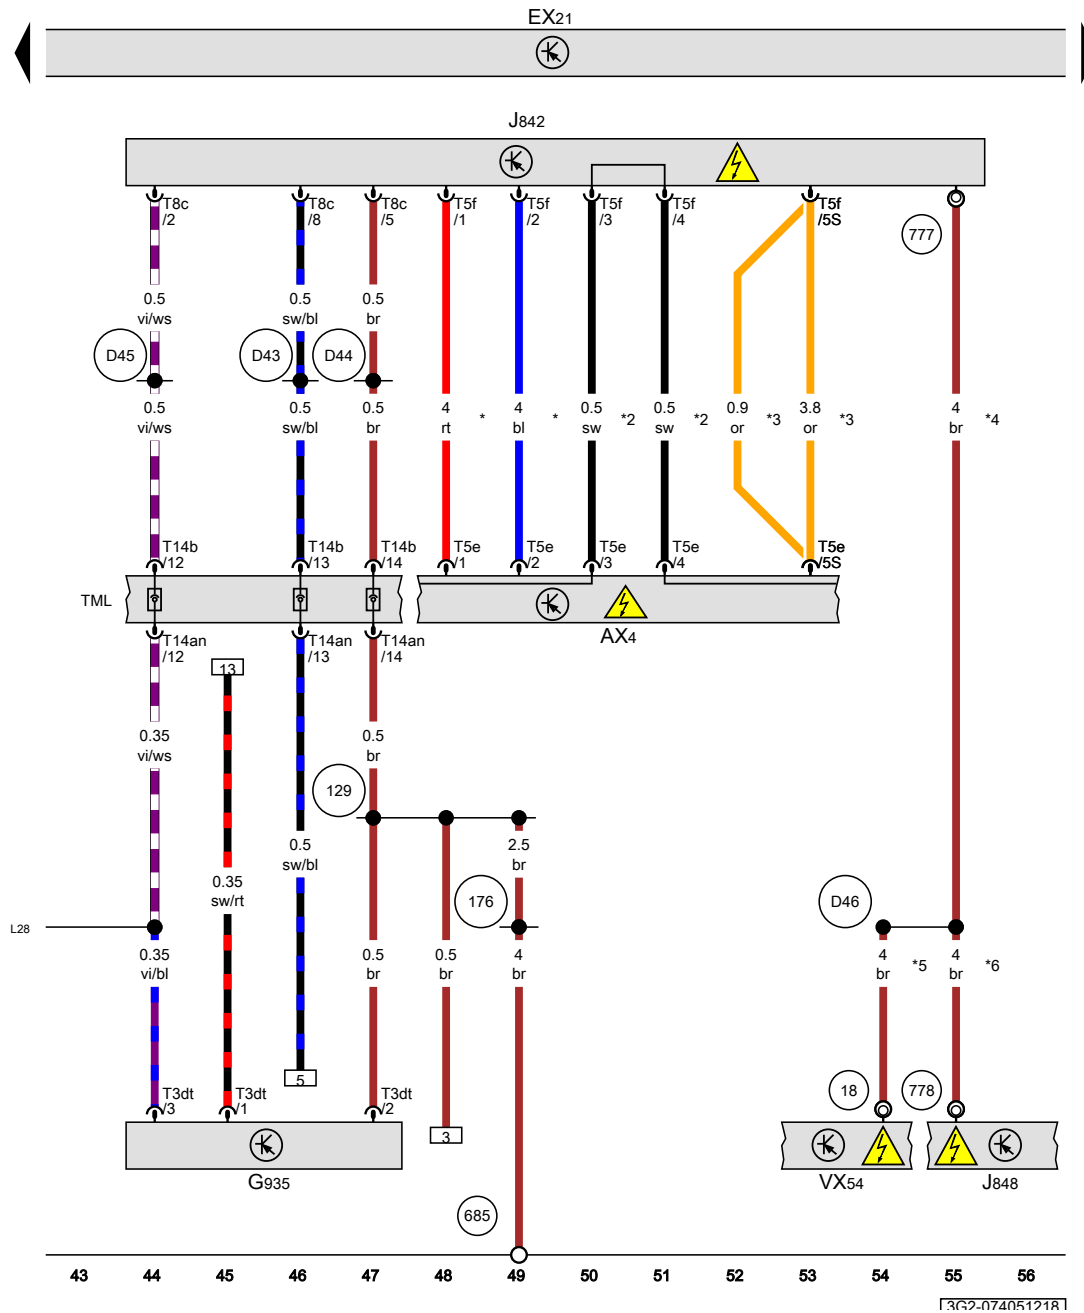 EX21
J842
T8c
/2
T8c
/8
T8c
/5
T5f
/1
T5f
/2
T5f
/3
T5f
/4
T5f
/5S
777
0.5
vi/ws
0.5
sw/bl
0.5
br
D45
D43
D44
0.5
vi/ws
0.5
sw/bl
0.5
br
4
rt
*
4
bl
*
0.5
sw
*2
0.5
sw
*2
0.9
or
*3
3.8
or
*3
4
br
*4
T14b
/12
T14b
/13
T14b
/14
T5e
/1
T5e
/2
T5e
/3
T5e
/4
T5e
/5S
TML
AX4
T14an
/12
T14an
/13
T14an
/14
13
0.35
vi/ws
0.5
br
129
0.5
sw/bl
2.5
br
0.35
sw/rt
176
D46
L28
0.35
vi/bl
0.5
br
0.5
br
4
br
4
br
*5
4
br
*6
5
T3dt
/3
T3dt
/1
T3dt
/2
18
778
3
G935
VX54
J848
685
43 44 45 46 47 48 49 50 51 52 53 54 55 56
3G2-074051218